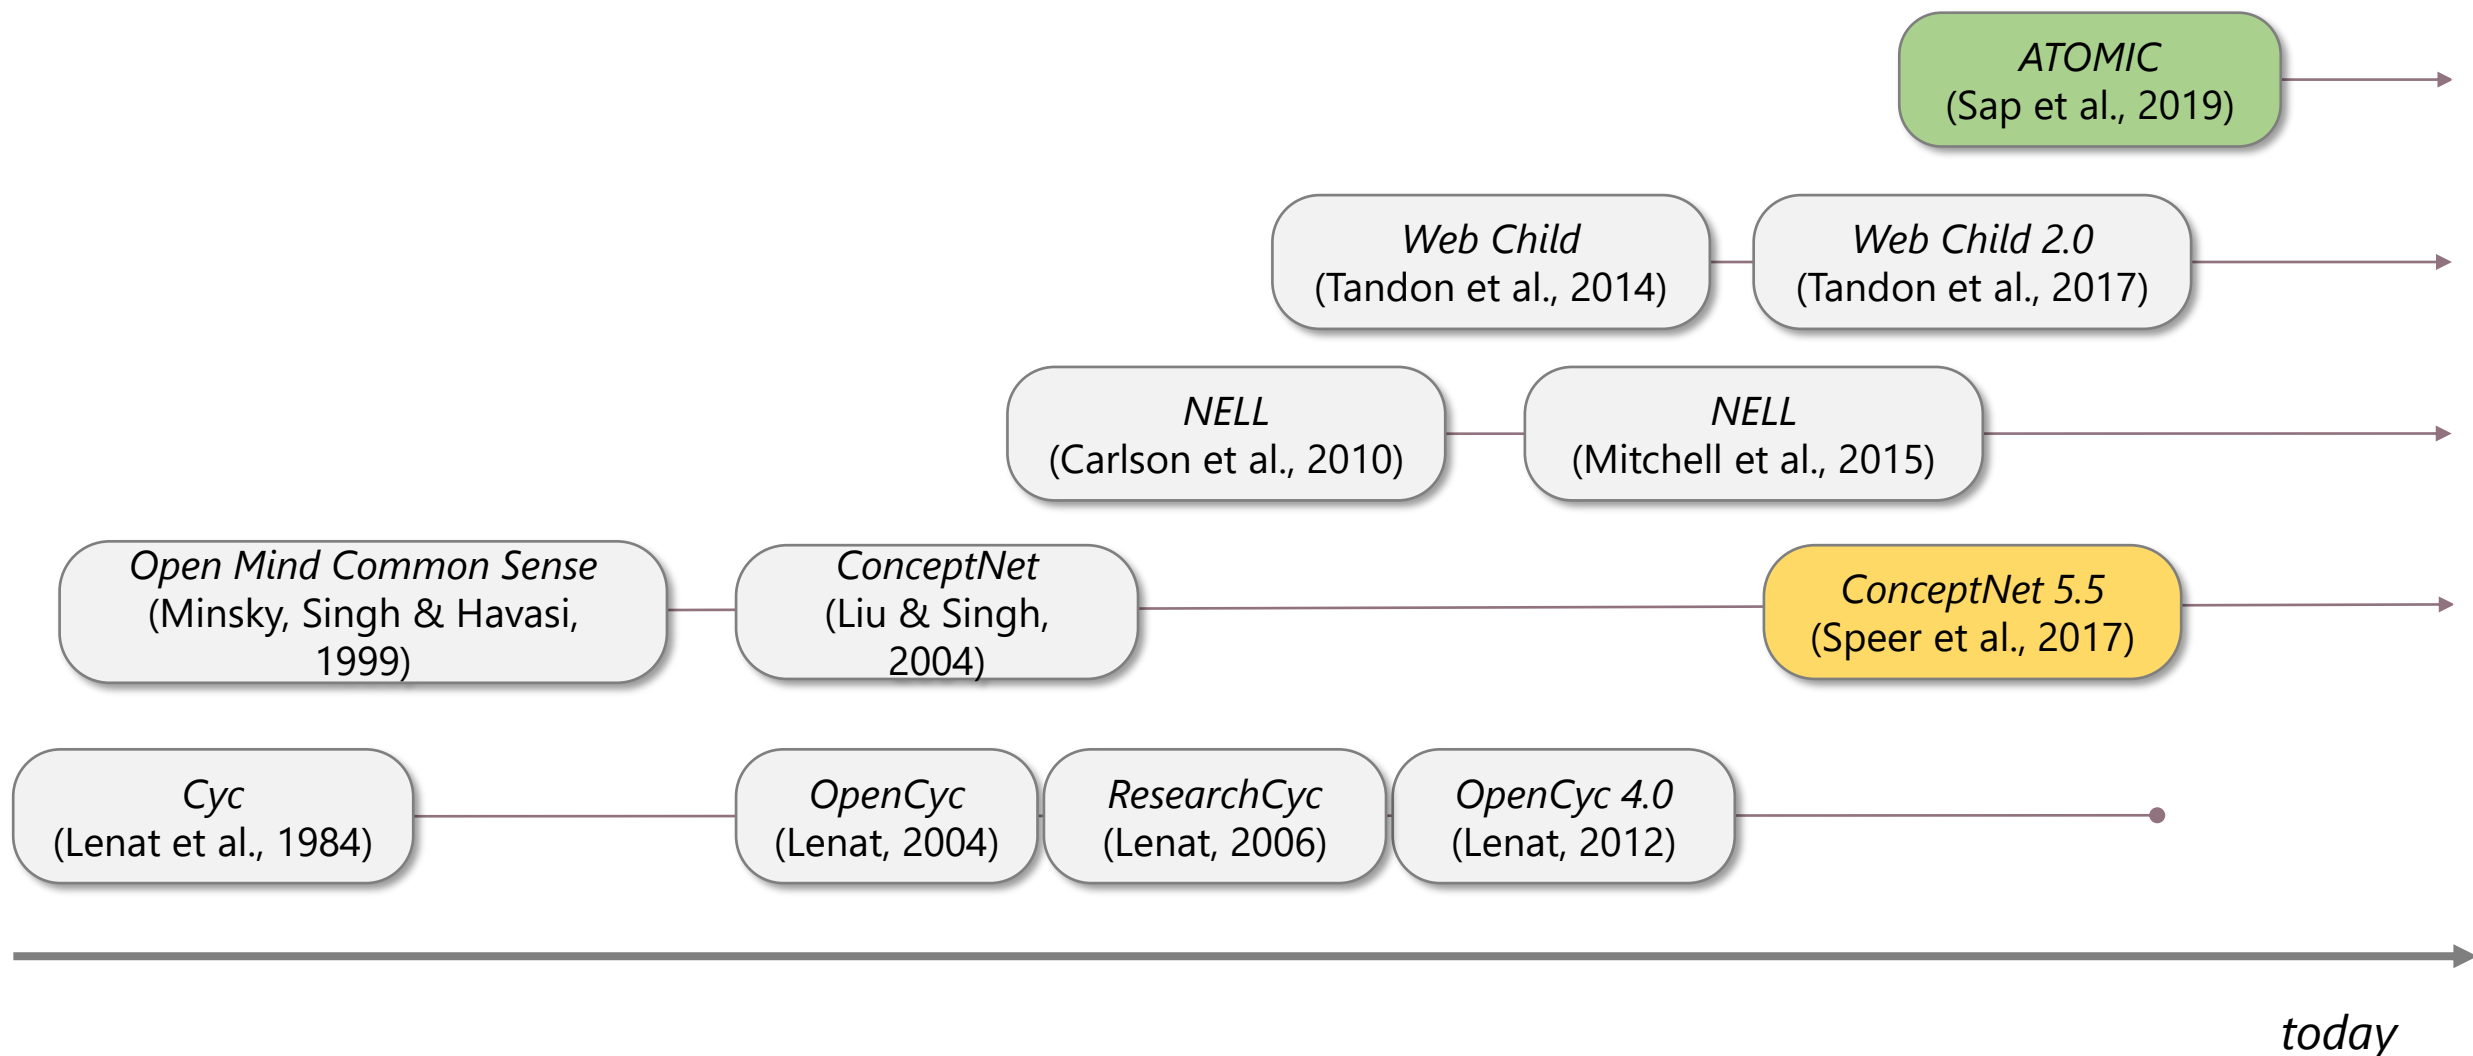 ATOMIC
(Sap et al., 2019)
Web Child
(Tandon et al., 2014)
Web Child 2.0
(Tandon et al., 2017)
NELL
(Carlson et al., 2010)
NELL
(Mitchell et al., 2015)
Open Mind Common Sense
(Minsky, Singh & Havasi,
1999)
ConceptNet
(Liu & Singh,
2004)
ConceptNet 5.5
(Speer et al., 2017)
Cyc
(Lenat et al., 1984)
OpenCyc
(Lenat, 2004)
ResearchCyc
(Lenat, 2006)
OpenCyc 4.0
(Lenat, 2012)
today